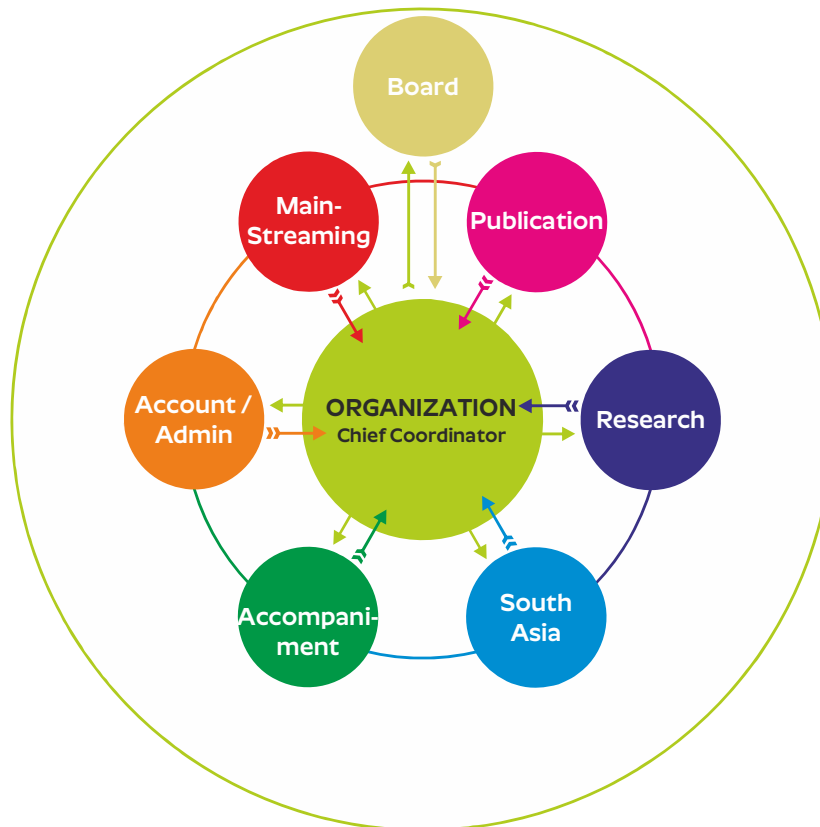 Board
Main-
Streaming
Publication
Account /
Admin
ORGANIZATION
Chief Coordinator
Research
Accompani-
ment
South
Asia